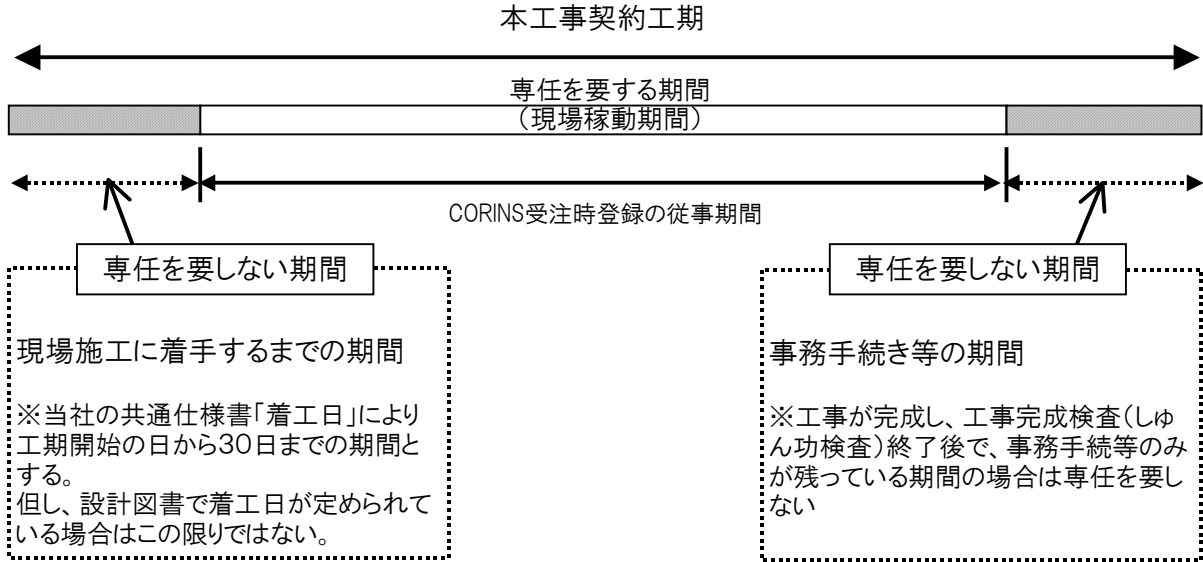 本工事契約工期
専任を要する期間
（現場稼動期間）
CORINS受注時登録の従事期間
専任を要しない期間
現場施工に着手するまでの期間
※当社の共通仕様書「着工日」により
工期開始の日から30日までの期間と
する。
但し、設計図書で着工日が定められて
いる場合はこの限りではない。
専任を要しない期間
事務手続き等の期間
※工事が完成し、工事完成検査（しゅ
ん功検査）終了後で、事務手続等のみ
が残っている期間の場合は専任を要し
ない